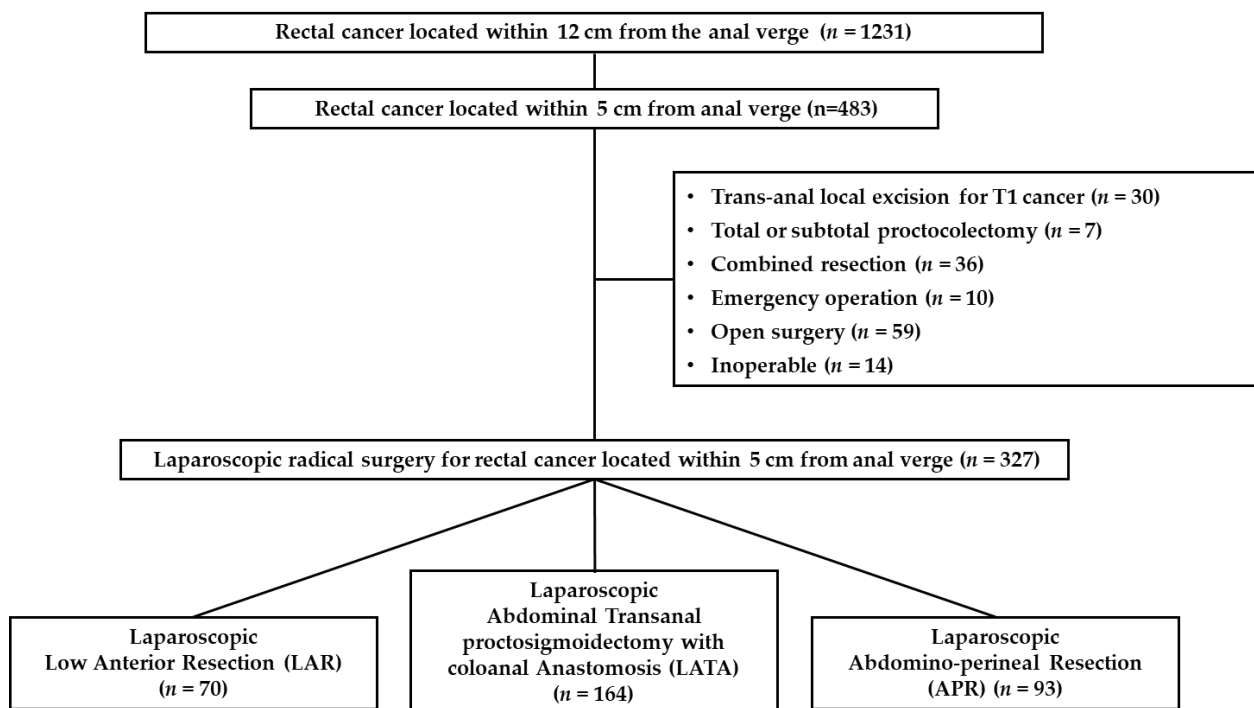 Rectal cancer located within 12 cm from the anal verge (n = 1231)
Rectal cancer located within 5 cm from anal verge (n=483)
• Trans-anal local excision for T1 cancer (n = 30)
• Total or subtotal proctocolectomy (n = 7)
• Combined resection (n = 36)
• Emergency operation (n = 10)
• Open surgery (n = 59)
• Inoperable (n = 14)
Laparoscopic radical surgery for rectal cancer located within 5 cm from anal verge (n = 327)
Laparoscopic
Low Anterior Resection (LAR)
(n = 70)
Laparoscopic
Abdominal Transanal
proctosigmoidectomy with
coloanal Anastomosis (LATA)
(n = 164)
Laparoscopic
Abdomino-perineal Resection
(APR) (n = 93)